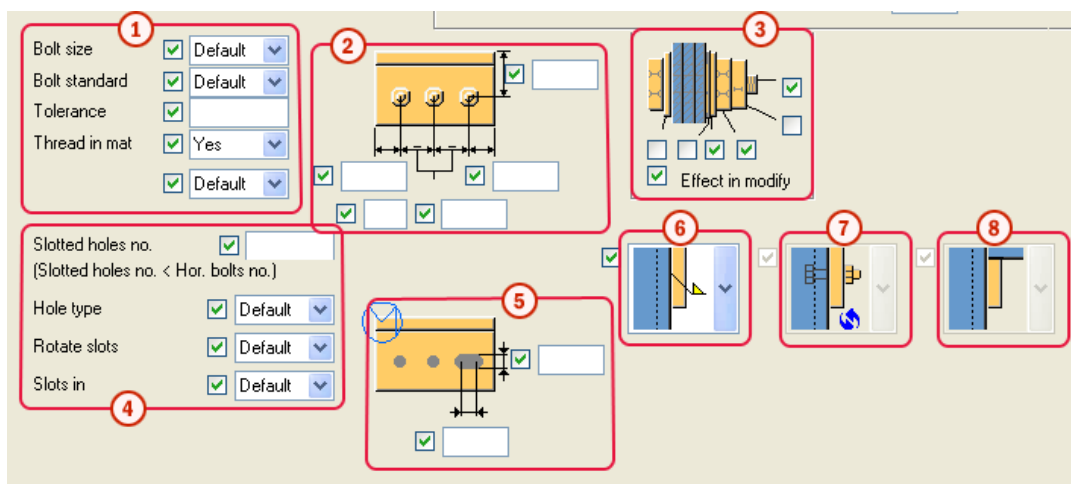 1
Bolt size Default
Bolt standard Default
Tolerance
Thread in mat Yes
Default
2
3
Effect in modify
Slotted holes no.
(Slotted holes no. < Hor. bolts no.)
Hole type Default
Rotate slots Default
Slots in Default
4
5
6
7
8